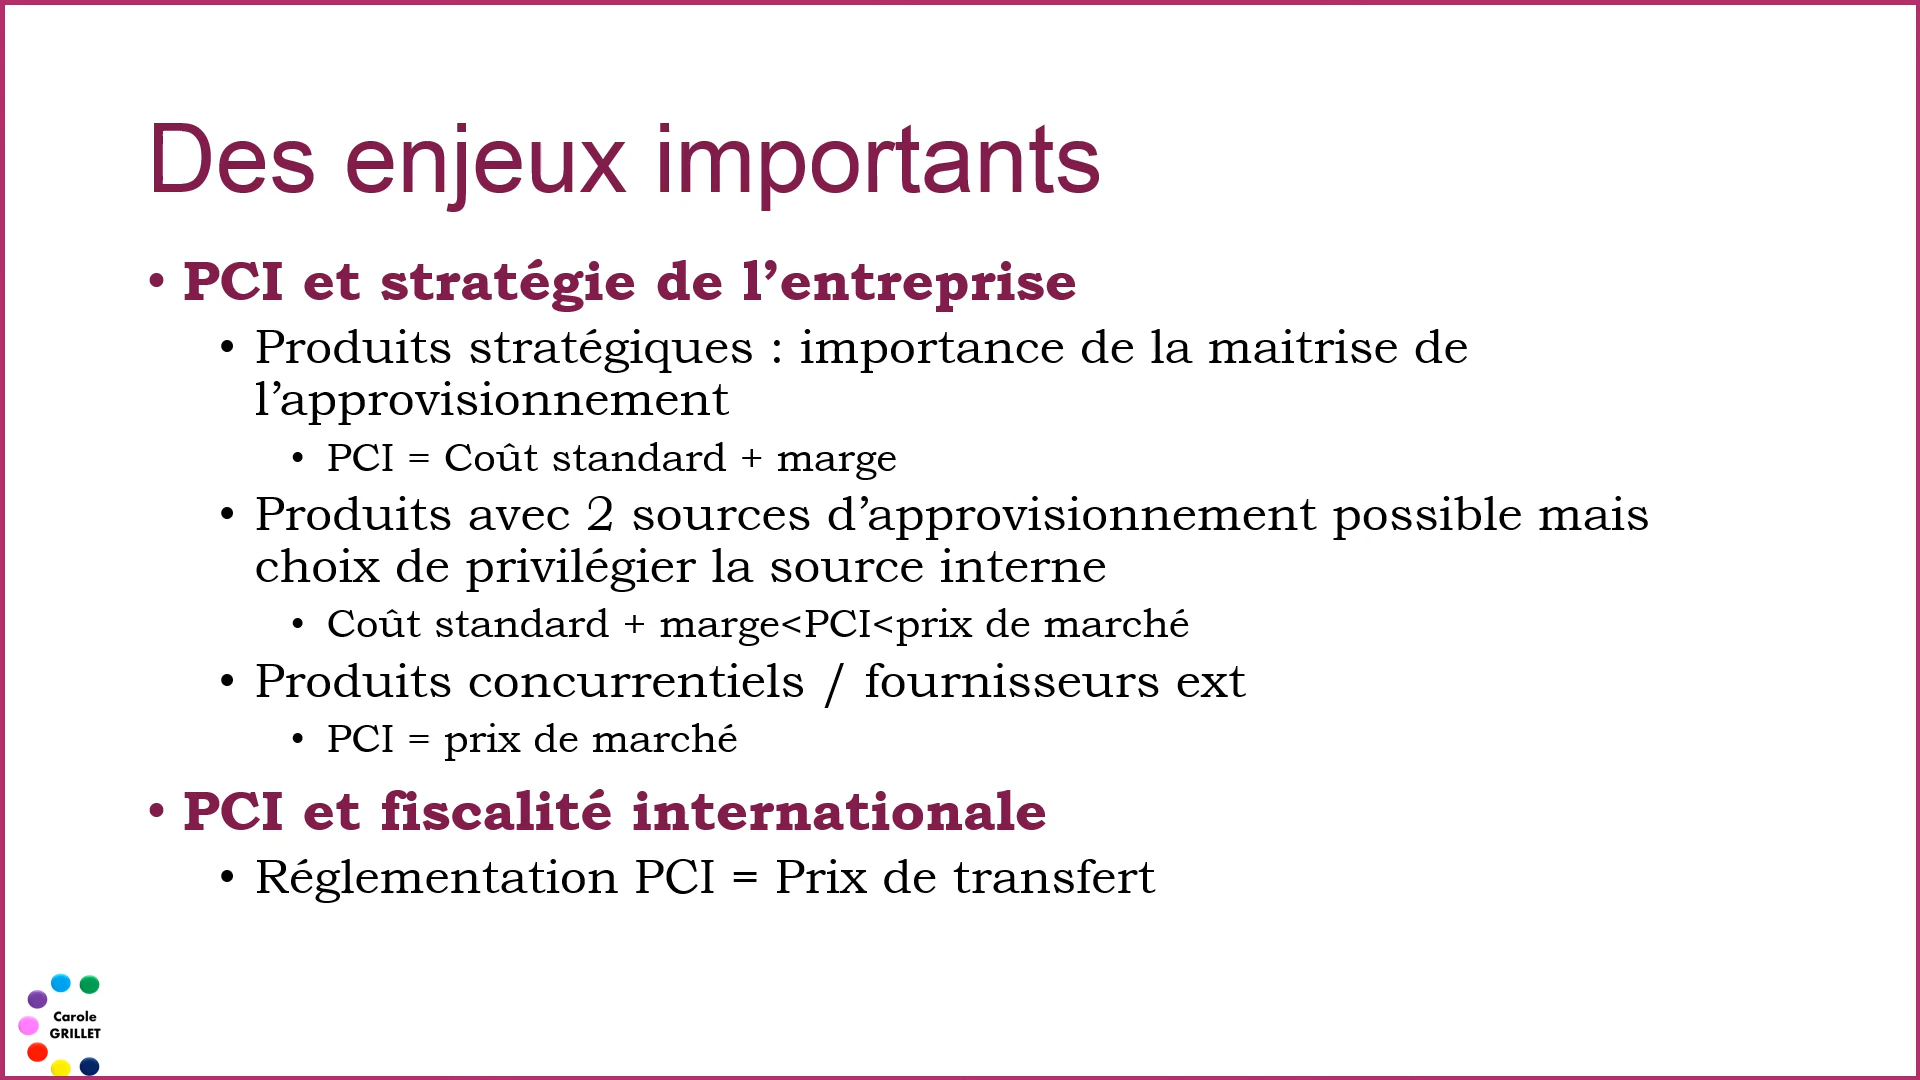 Des enjeux importants
• PCI et stratégie de l’entreprise
• Produits stratégiques : importance de la maitrise de
l’approvisionnement
• PCI = Coût standard + marge
• Produits avec 2 sources d’approvisionnement possible mais
choix de privilégier la source interne
• Coût standard + marge<PCI<prix de marché
• Produits concurrentiels / fournisseurs ext
• PCI = prix de marché
• PCI et fiscalité internationale
• Réglementation PCI = Prix de transfert
Carole
GRILLET